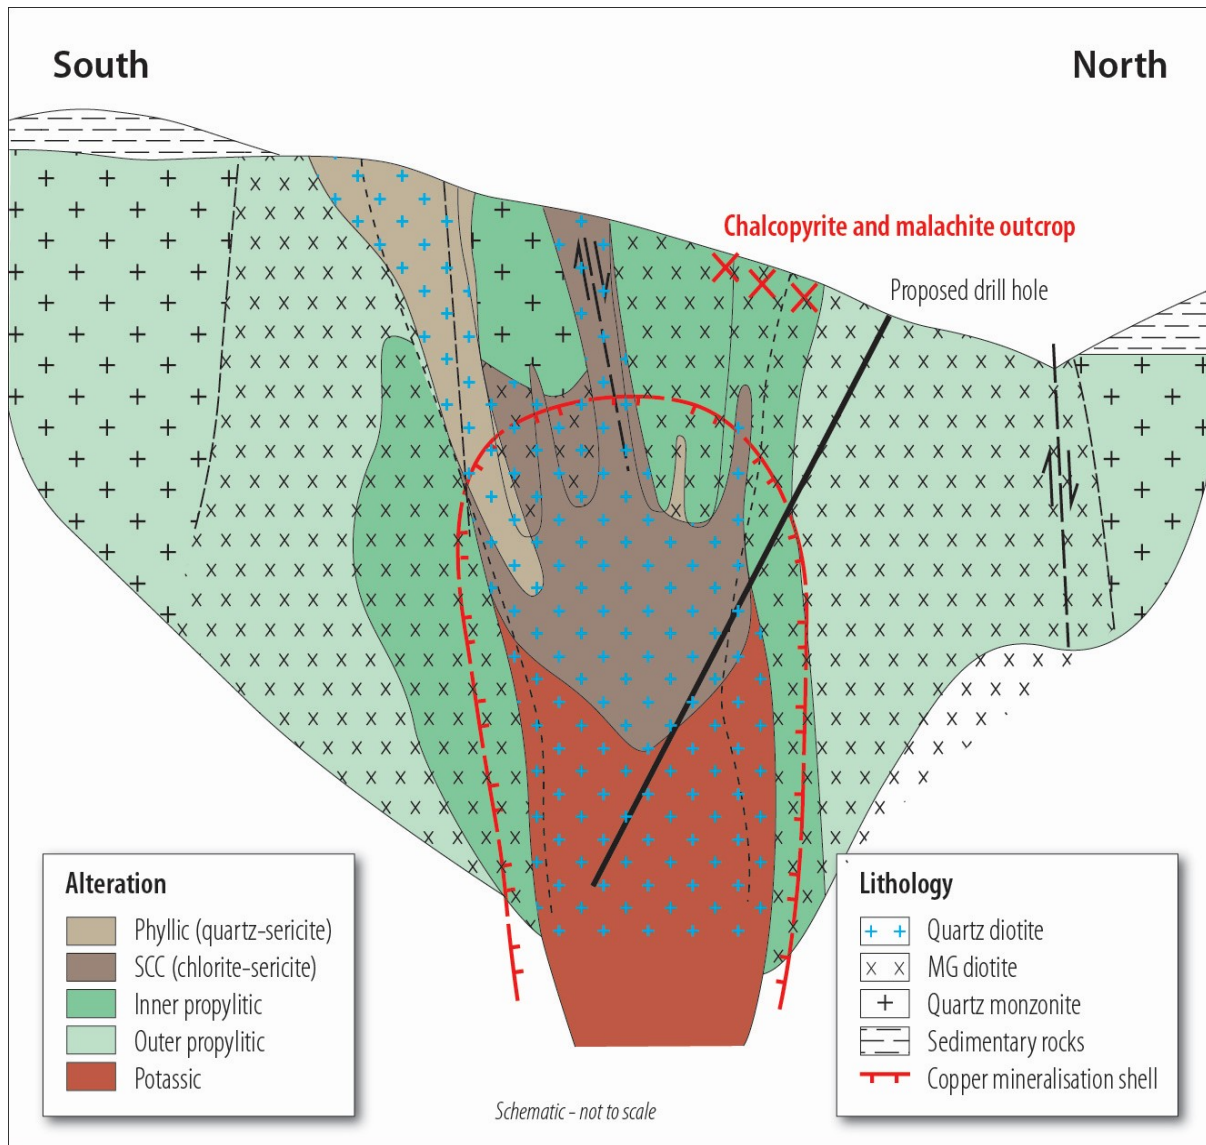 South
North
Chalcopyrite and malachite outcrop
Proposed drill hole
Alteration
Phyllic (quartz-sericite)
SCC (chlorite-sericite)
Inner propylitic
Outer propylitic
Potassic
Lithology
Quartz diotite
MG diotite
Quartz monzonite
Sedimentary rocks
Copper mineralisation shell
Schematic - not to scale